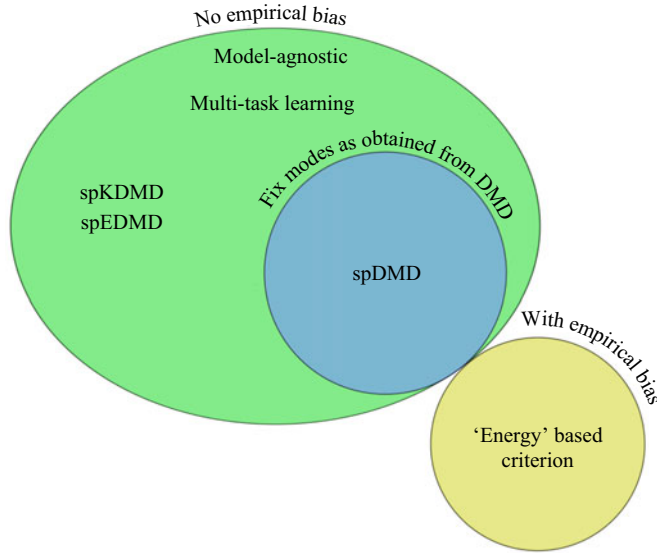 No empirical bias
Model-agnostic
Multi-task learning
Fix modes as obtained from DMD
spKDMD
spEDMD
spDMD
With empirical bias
‘Energy’ based
criterion